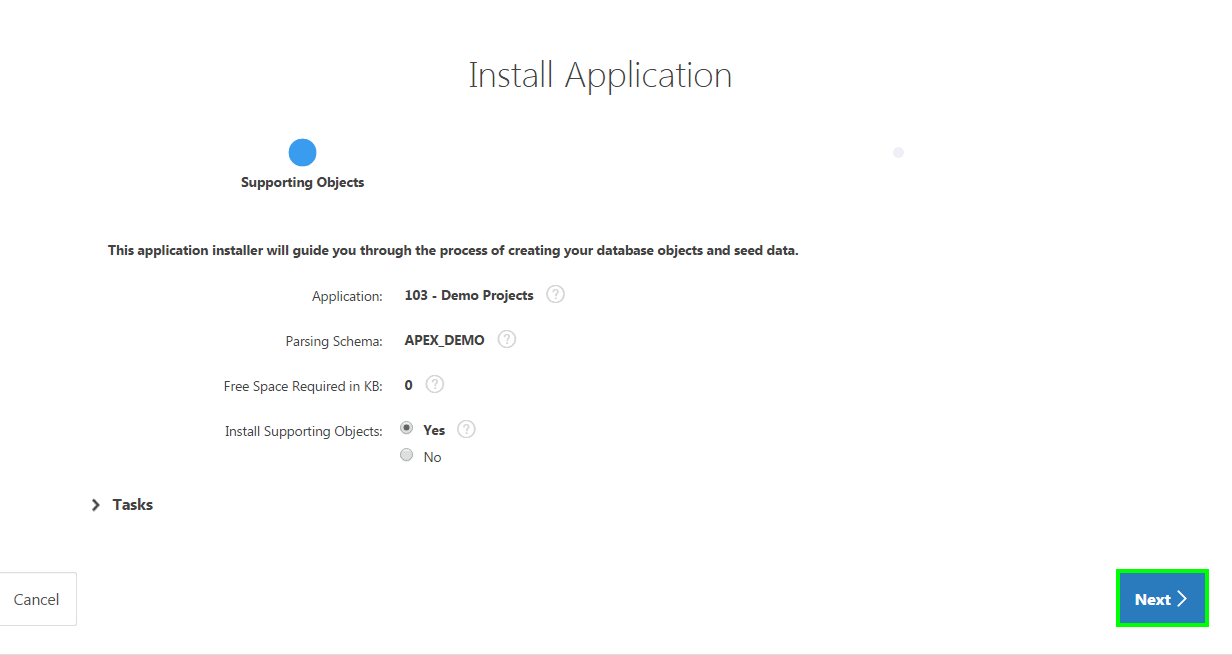 Install Application
Supporting Objects
This application installer will guide you through the process of creating your database objects and seed data.
Application: 103 - Demo Projects ?
Parsing Schema: APEX_DEMO ?
Free Space Required in KB: 0 ?
Install Supporting Objects: Yes ?
No
Tasks
Cancel Next